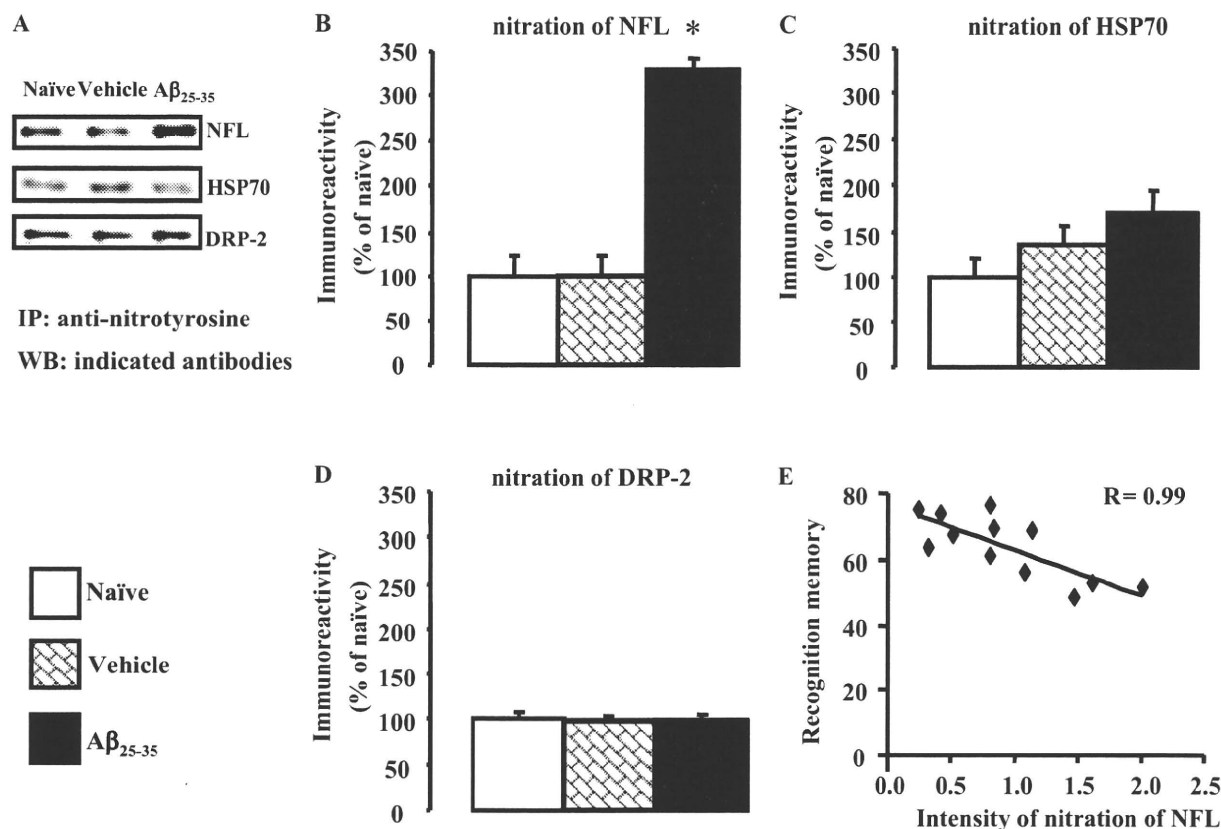 A
Naïve Vehicle Aβ25-35
NFL
HSP70
DRP-2
IP: anti-nitrotyrosine
WB: indicated antibodies
B
nitration of NFL *
Immunoreactivity
(% of naïve)
350
300
250
200
150
100
50
0
C
nitration of HSP70
Immunoreactivity
(% of naïve)
350
300
250
200
150
100
50
0
Naïve
Vehicle
Aβ25-35
D
nitration of DRP-2
Immunoreactivity
(% of naïve)
350
300
250
200
150
100
50
0
E
R= 0.99
Recognition memory
80
60
40
20
0
0.0 0.5 1.0 1.5 2.0 2.5
Intensity of nitration of NFL